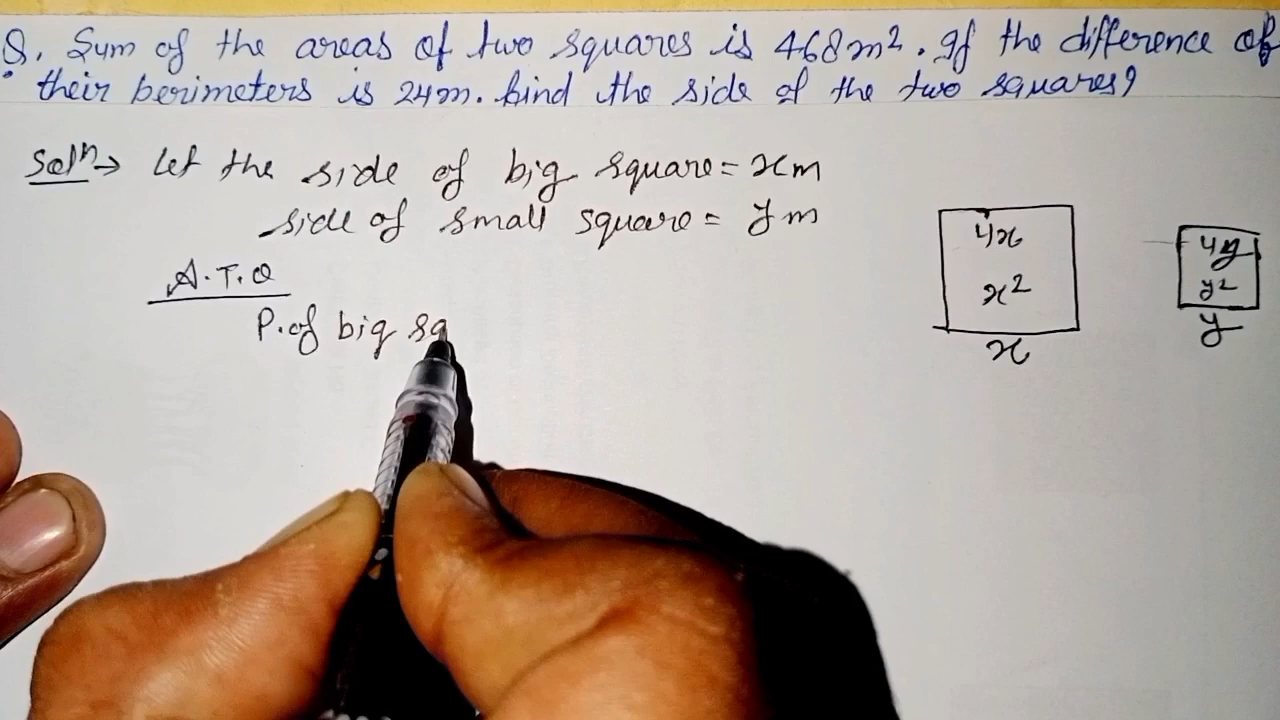 Q. Sum of the areas of two squares is 468m². If the difference of
their perimeters is 24m. find the side of the two squares?
Solⁿ→ Let the side of big square = xm
side of small square = ym
A.T.Q
P. of big sq
4x
x²
x
4y
y²
y